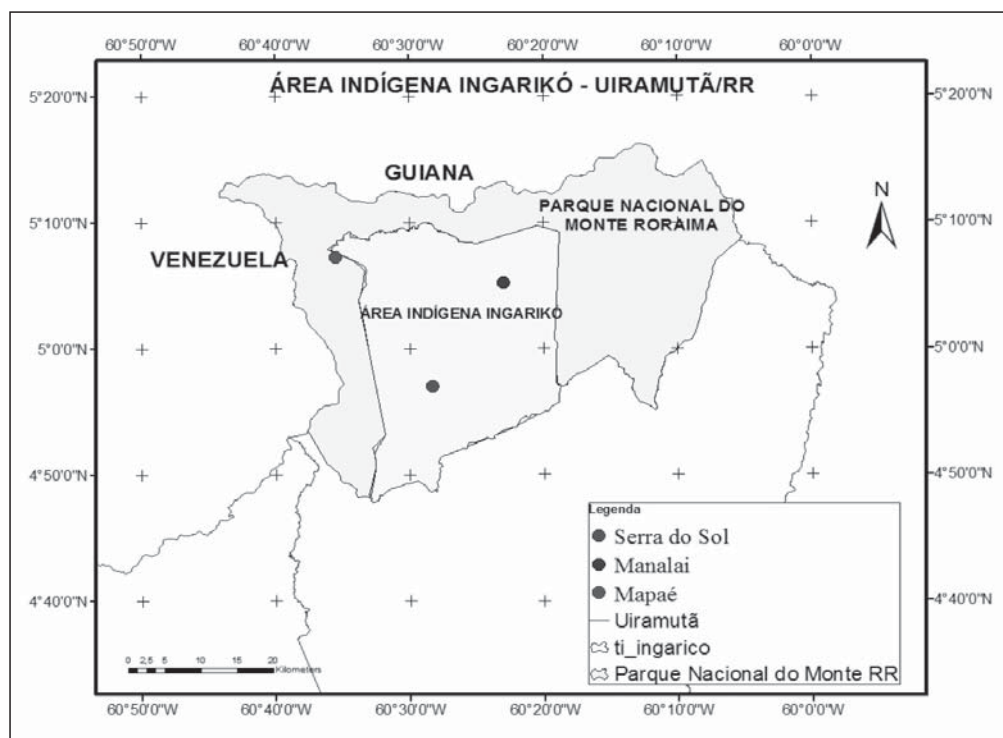 60°50'0"W 60°40'0"W 60°30'0"W 60°20'0"W 60°10'0"W 60°0'0"W
ÁREA INDÍGENA INGARIKÓ - UIRAMUTÃ/RR
5°20'0"N 5°20'0"N
GUIANA
N
PARQUE NACIONAL DO
MONTE RORAIMA
5°10'0"N 5°10'0"N
VENEZUELA
ÁREA INDÍGENA INGARIKÓ
5°0'0"N 5°0'0"N
4°50'0"N 4°50'0"N
Legenda
Serra do Sol
Manalai
Mapaé
Uiramutã
ti_ingarico
Parque Nacional do Monte RR
4°40'0"N 4°40'0"N
0 2,5 5 10 15 20
Kilometers
60°50'0"W 60°40'0"W 60°30'0"W 60°20'0"W 60°10'0"W 60°0'0"W